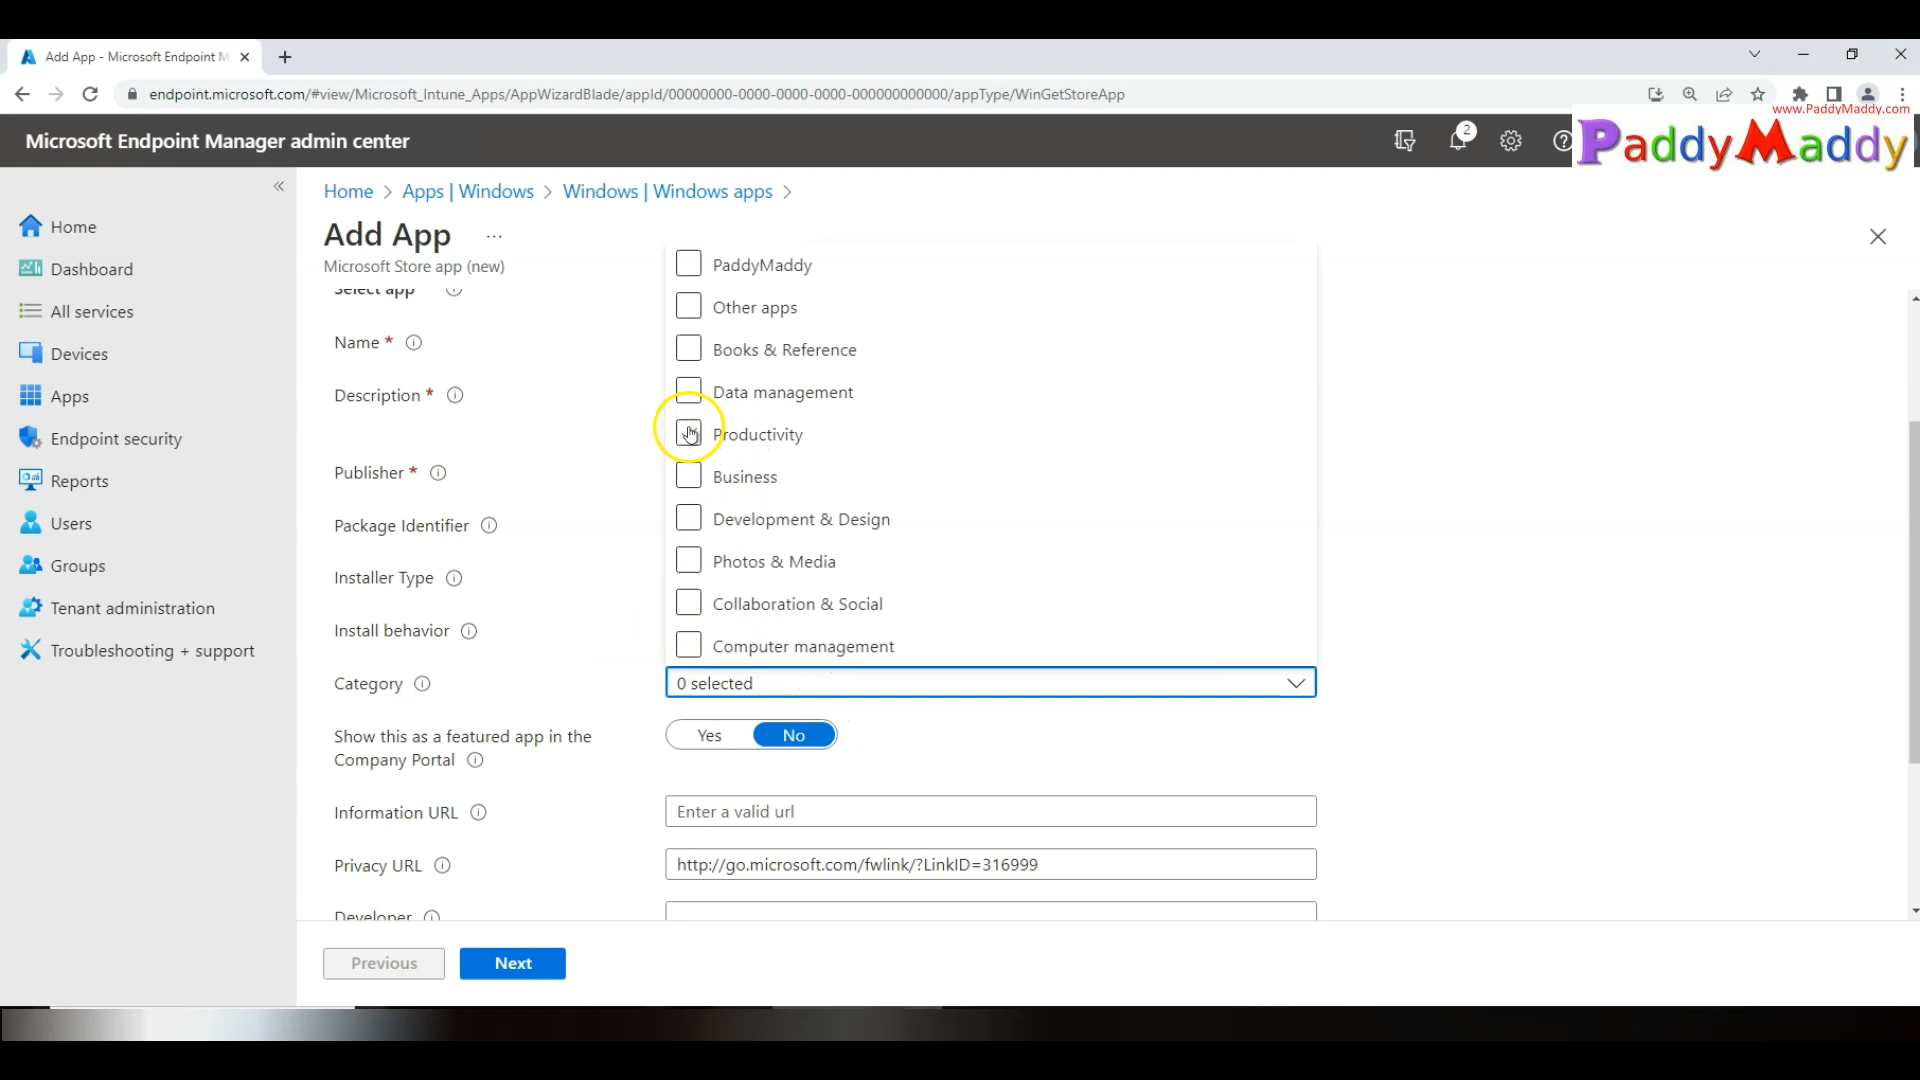 Add App - Microsoft Endpoint M
endpoint.microsoft.com/#view/Microsoft_Intune_Apps/AppWizardBlade/appId/00000000-0000-0000-0000-000000000000/appType/WinGetStoreApp
www.PaddyMaddy.com
Microsoft Endpoint Manager admin center
2
PaddyMaddy
Home > Apps | Windows > Windows | Windows apps >
Add App ...
Microsoft Store app (new)
Home
Dashboard
All services
Devices
Apps
Endpoint security
Reports
Users
Groups
Tenant administration
Troubleshooting + support
Select app
Name *
Description *
Publisher *
Package Identifier
Installer Type
Install behavior
PaddyMaddy
Other apps
Books & Reference
Data management
Productivity
Business
Development & Design
Photos & Media
Collaboration & Social
Computer management
Category
0 selected
Show this as a featured app in the
Company Portal
Yes No
Information URL
Enter a valid url
Privacy URL
http://go.microsoft.com/fwlink/?LinkID=316999
Developer
Previous
Next